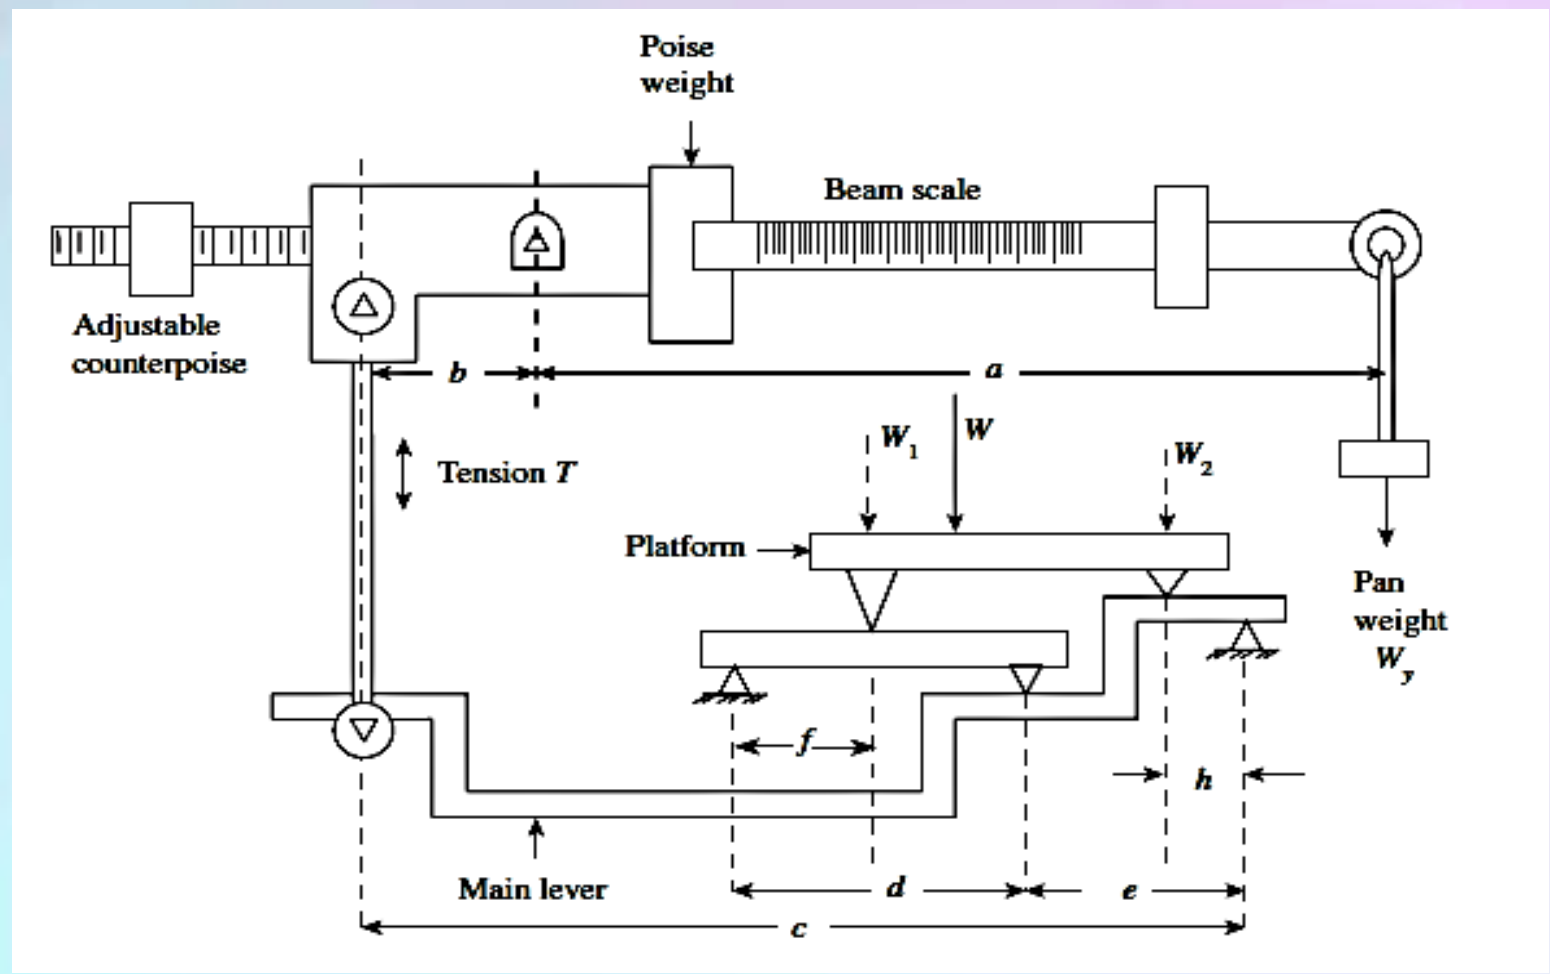 Poise
weight
Beam scale
Adjustable
counterpoise
b
a
W1
W
W2
Tension T
Platform
Pan
weight
Wy
f
h
Main lever
d
e
c